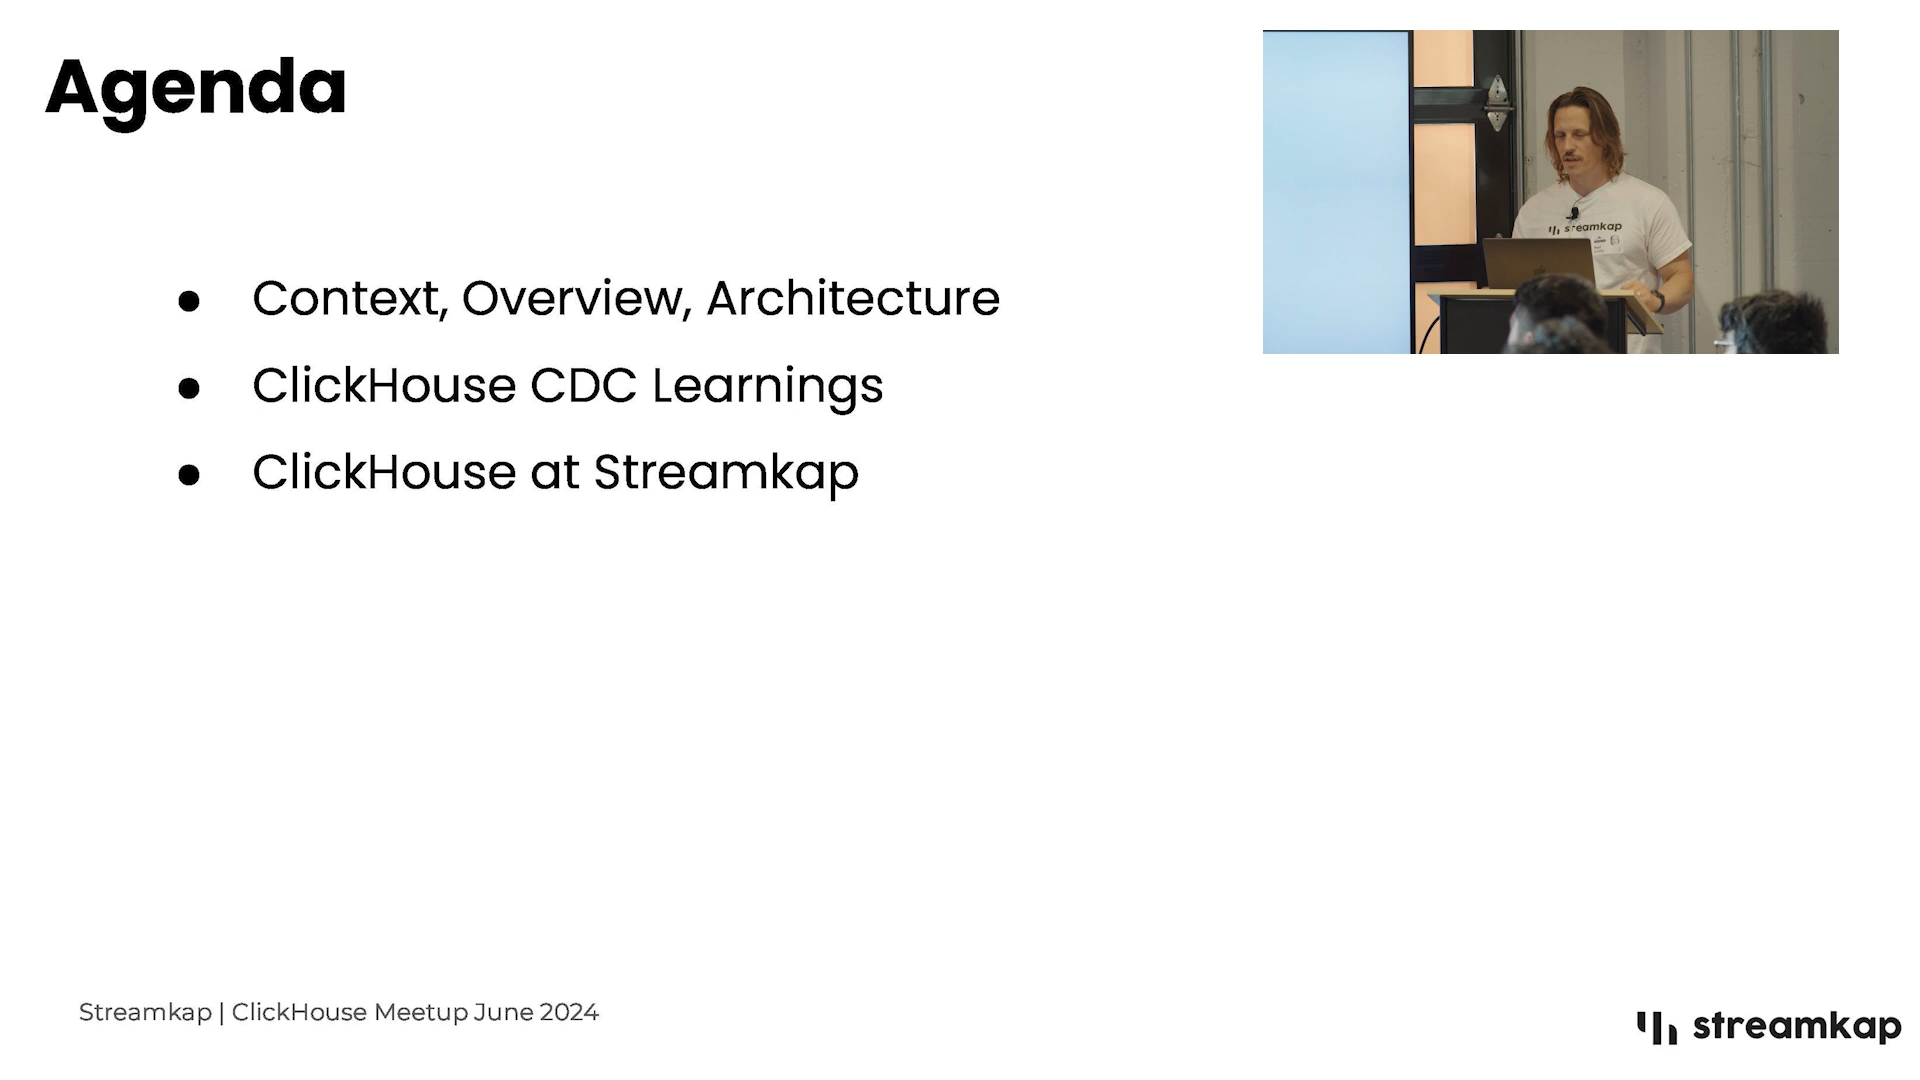 Agenda
streamkap
● Context, Overview, Architecture
● ClickHouse CDC Learnings
● ClickHouse at Streamkap
Streamkap | ClickHouse Meetup June 2024
streamkap